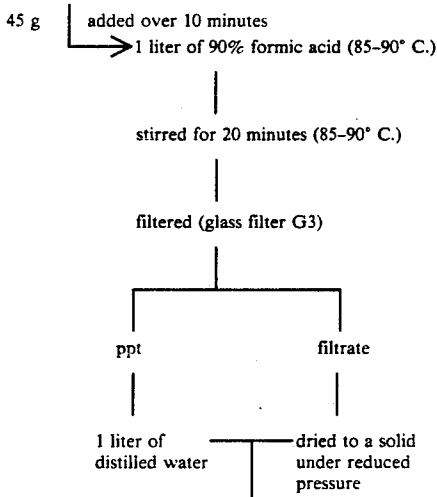 45 g added over 10 minutes
1 liter of 90% formic acid (85–90° C.)
stirred for 20 minutes (85–90° C.)
filtered (glass filter G3)
ppt filtrate
1 liter of
distilled water
dried to a solid
under reduced
pressure